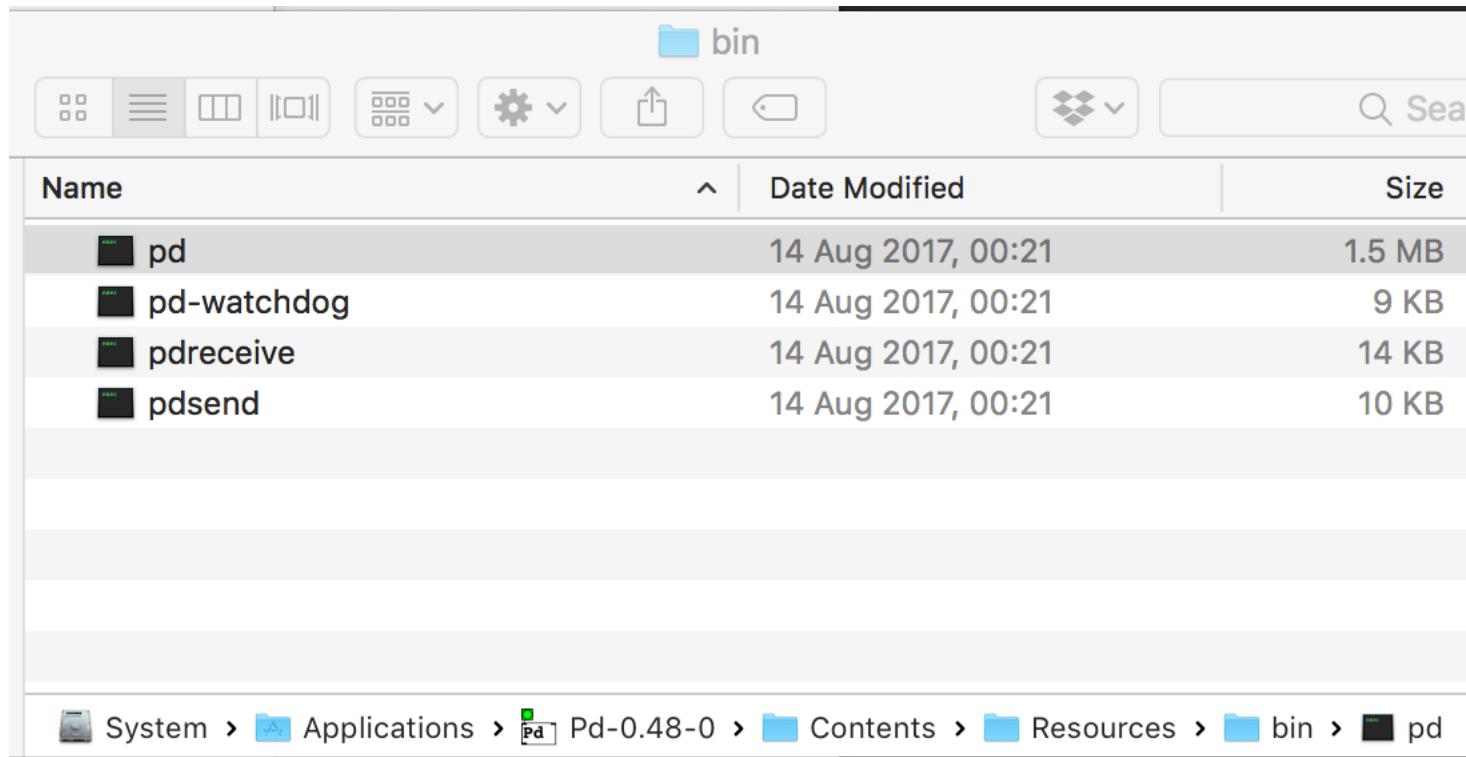 bin
Sea
Name Date Modified Size
pd 14 Aug 2017, 00:21 1.5 MB
pd-watchdog 14 Aug 2017, 00:21 9 KB
pdreceive 14 Aug 2017, 00:21 14 KB
pdsend 14 Aug 2017, 00:21 10 KB
System › Applications › Pd Pd-0.48-0 › Contents › Resources › bin › pd